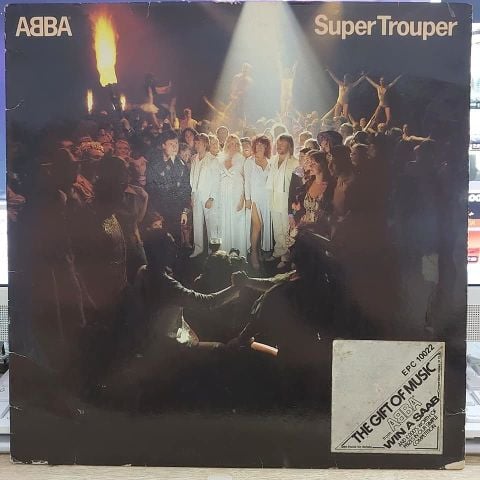 ABBA
Super Trouper
EPC 10022
THE GIFT OF MUSIC
ABBA
WIN A SAAB